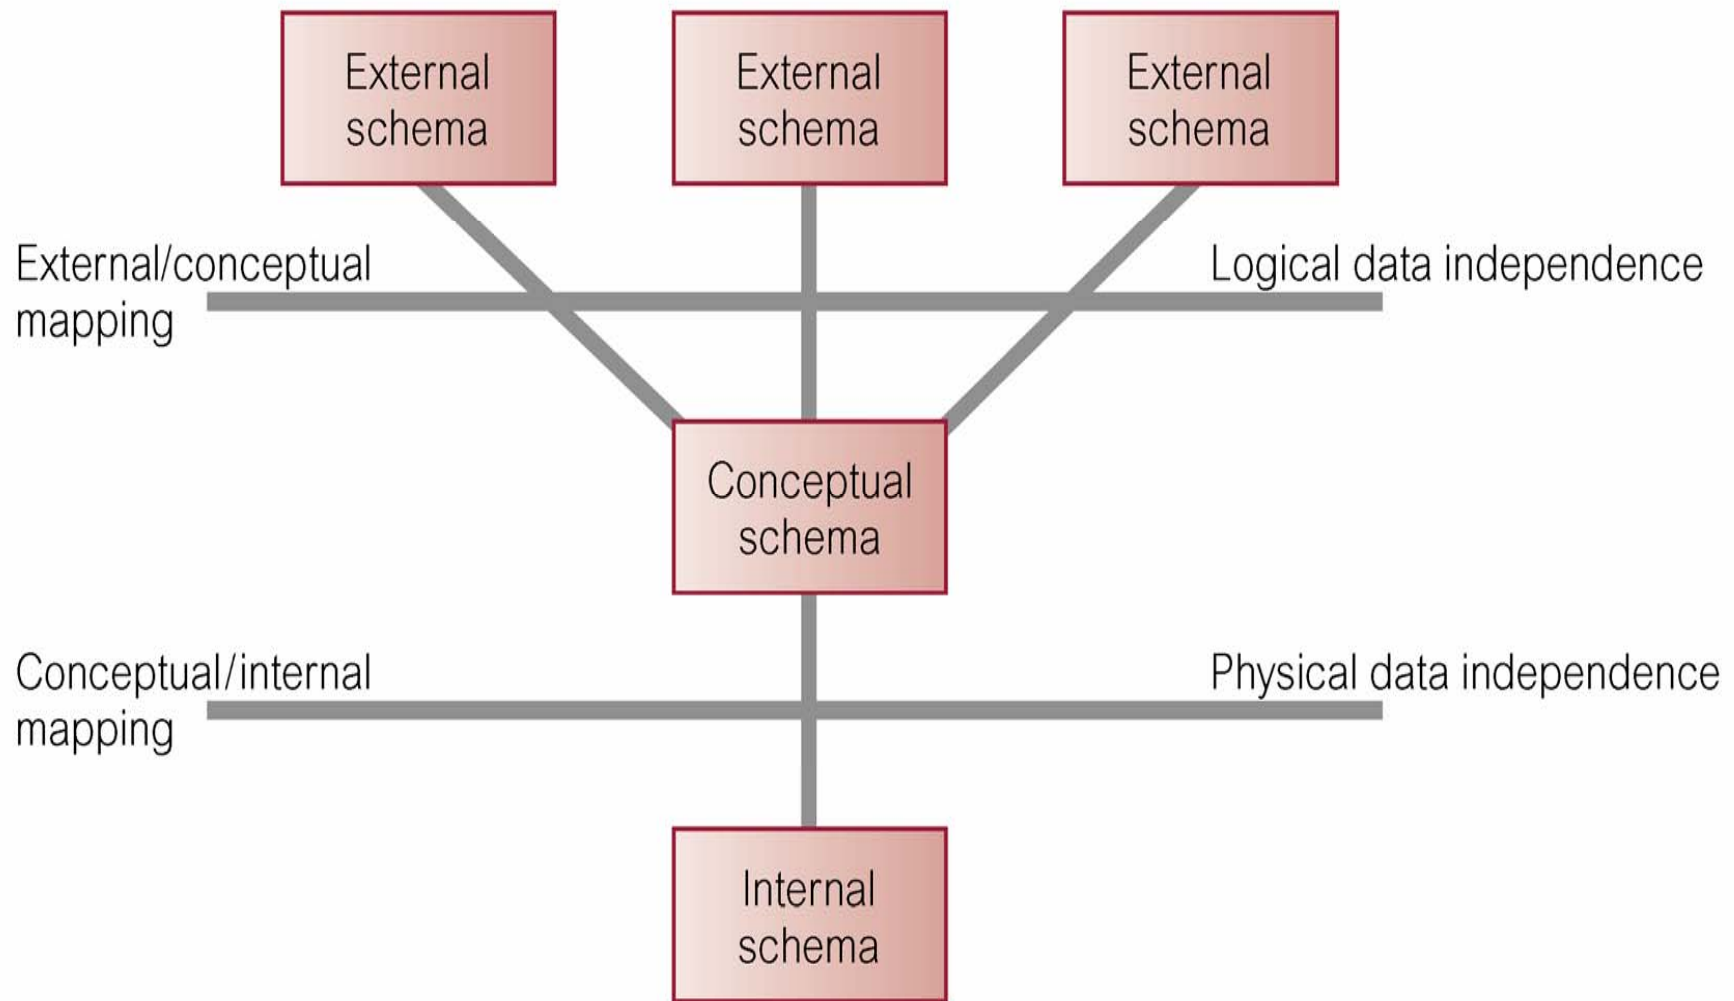 External
schema
External
schema
External
schema
External/conceptual
mapping
Logical data independence
Conceptual
schema
Conceptual/internal
mapping
Physical data independence
Internal
schema